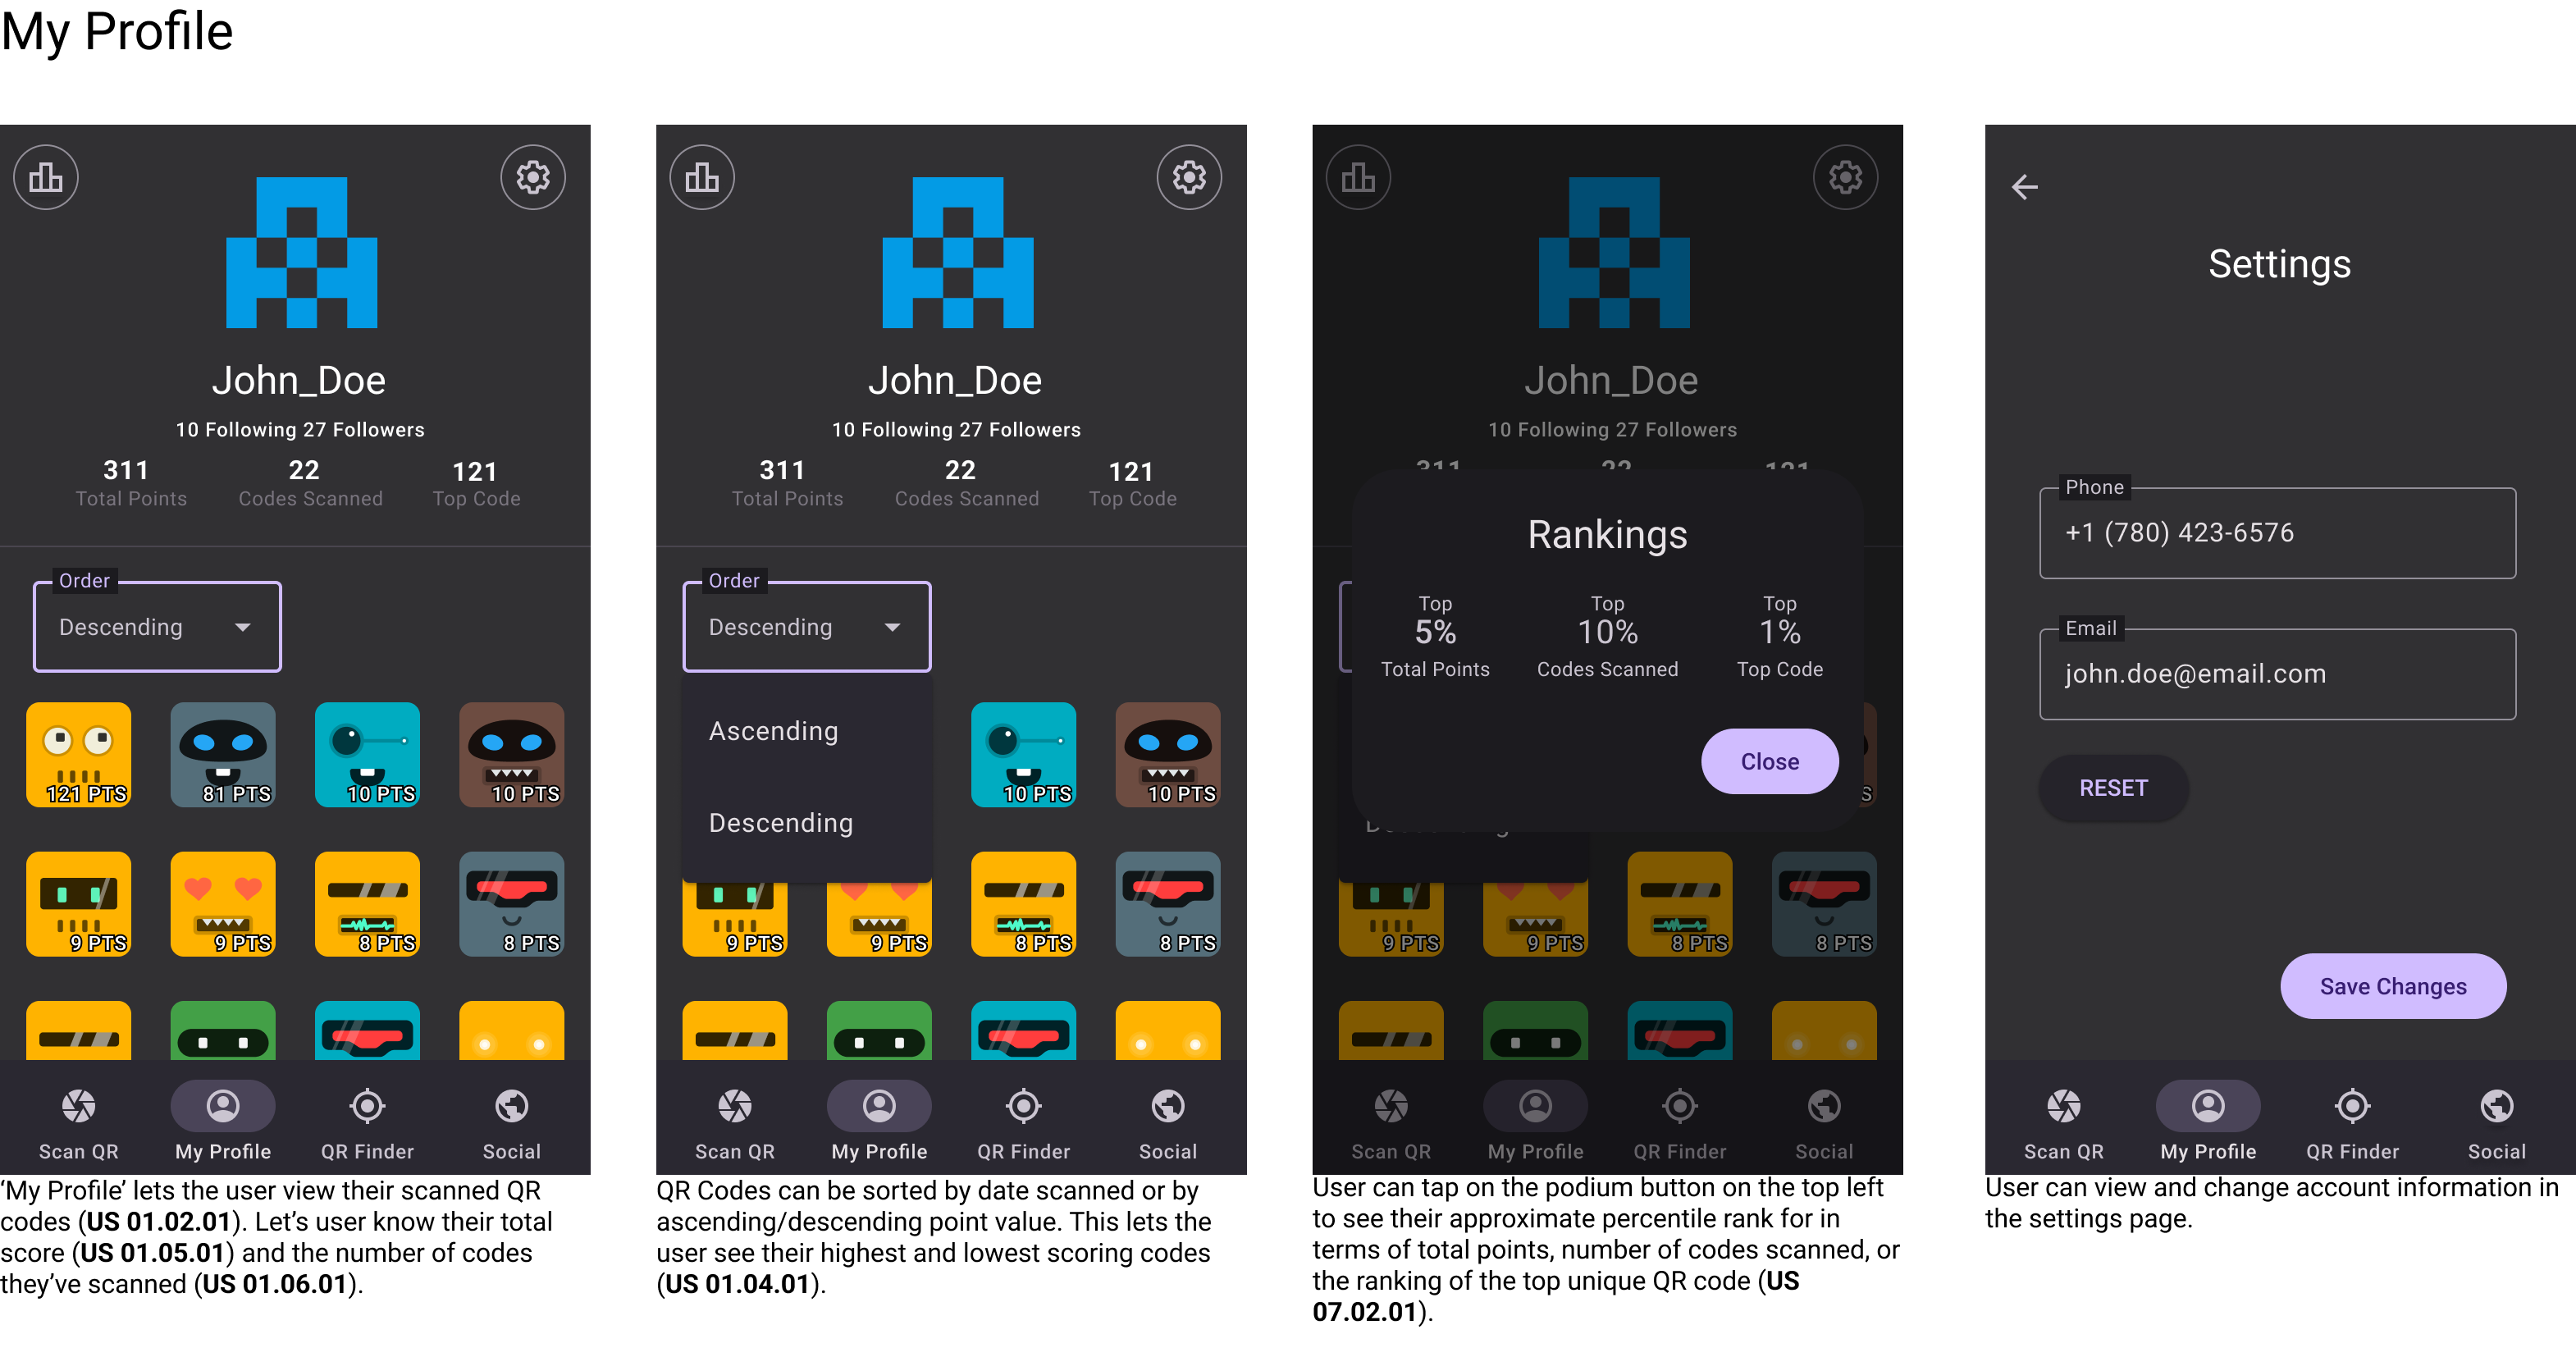 My Profile
John_Doe
10 Following 27 Followers
311
22
121
Total Points
Codes Scanned
Top Code
Order
Descending
121 PTS
81 PTS
10 PTS
10 PTS
9 PTS
9 PTS
8 PTS
8 PTS
Scan QR
My Profile
QR Finder
Social
‘My Profile’ lets the user view their scanned QR
codes (US 01.02.01). Let’s user know their total
score (US 01.05.01) and the number of codes
they’ve scanned (US 01.06.01).
John_Doe
10 Following 27 Followers
311
22
121
Total Points
Codes Scanned
Top Code
Order
Descending
Ascending
Descending
10 PTS
10 PTS
9 PTS
9 PTS
8 PTS
8 PTS
Scan QR
My Profile
QR Finder
Social
QR Codes can be sorted by date scanned or by
ascending/descending point value. This lets the
user see their highest and lowest scoring codes
(US 01.04.01).
John_Doe
10 Following 27 Followers
311
22
121
Rankings
Top
5%
Total Points
Top
10%
Codes Scanned
Top
1%
Top Code
Close
9 PTS
9 PTS
8 PTS
8 PTS
Scan QR
My Profile
QR Finder
Social
User can tap on the podium button on the top left
to see their approximate percentile rank for in
terms of total points, number of codes scanned, or
the ranking of the top unique QR code (US
07.02.01).
Settings
Phone
+1 (780) 423-6576
Email
john.doe@email.com
RESET
Save Changes
Scan QR
My Profile
QR Finder
Social
User can view and change account information in
the settings page.